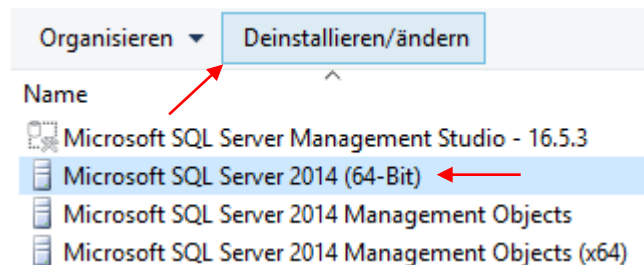 Organisieren Deinstallieren/ändern
Name
Microsoft SQL Server Management Studio - 16.5.3
Microsoft SQL Server 2014 (64-Bit)
Microsoft SQL Server 2014 Management Objects
Microsoft SQL Server 2014 Management Objects (x64)